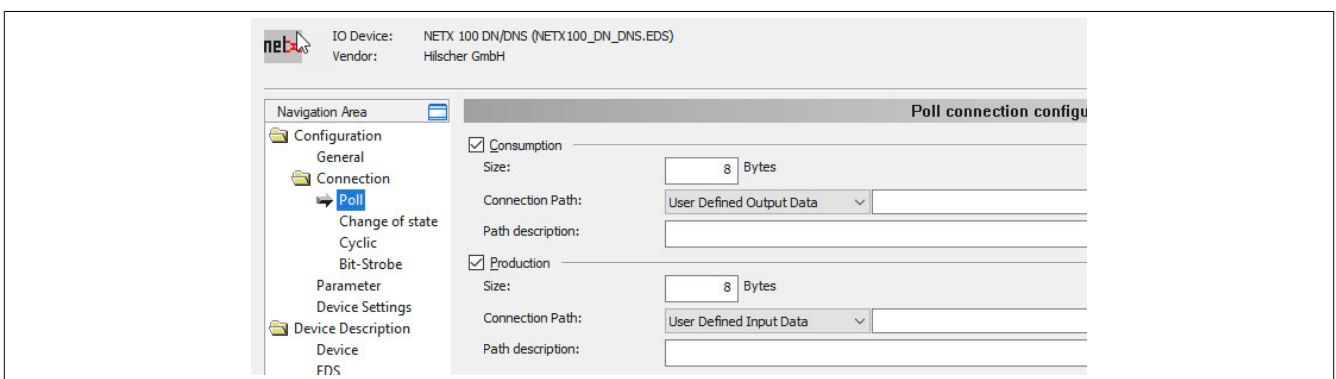 netx
IO Device: NETX 100 DN/DNS (NETX100_DN_DNS.EDS)
Vendor: Hilscher GmbH
Navigation Area
Poll connection configu
Configuration
General
Connection
Poll
Change of state
Cyclic
Bit-Strobe
Parameter
Device Settings
Device Description
Device
EDS
Consumption
Size: 8 Bytes
Connection Path: User Defined Output Data
Path description:
Production
Size: 8 Bytes
Connection Path: User Defined Input Data
Path description: